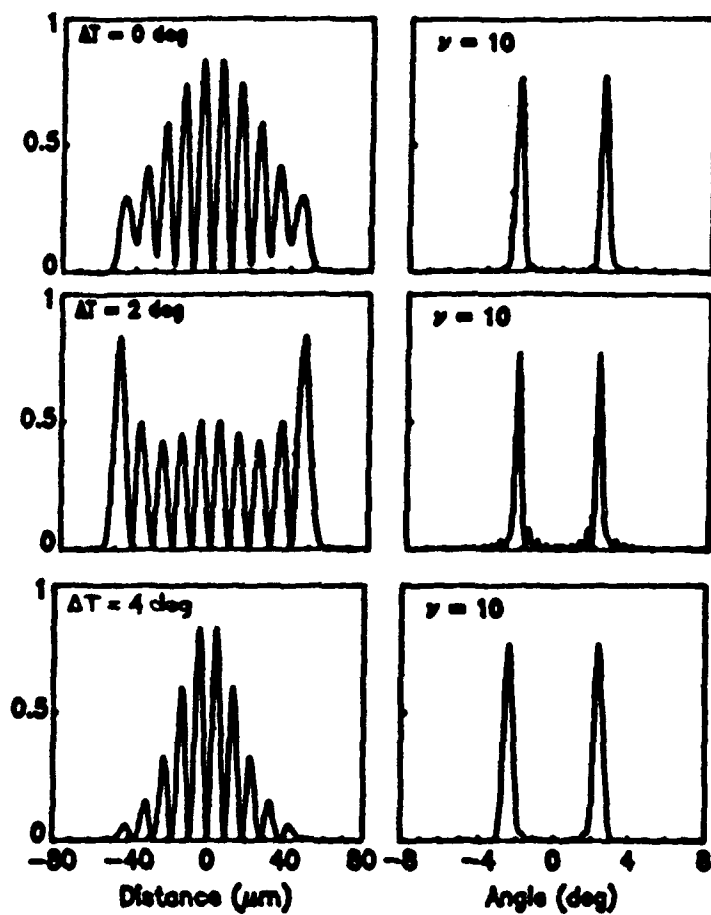 1
ΔT = 0 deg
ν = 10
0.5
0
1
ΔT = 2 deg
ν = 10
0.5
0
1
ΔT = 4 deg
ν = 10
0.5
0
-80 -40 0 40 80
-8 -4 0 4 8
Distance (μm)
Angle (deg)